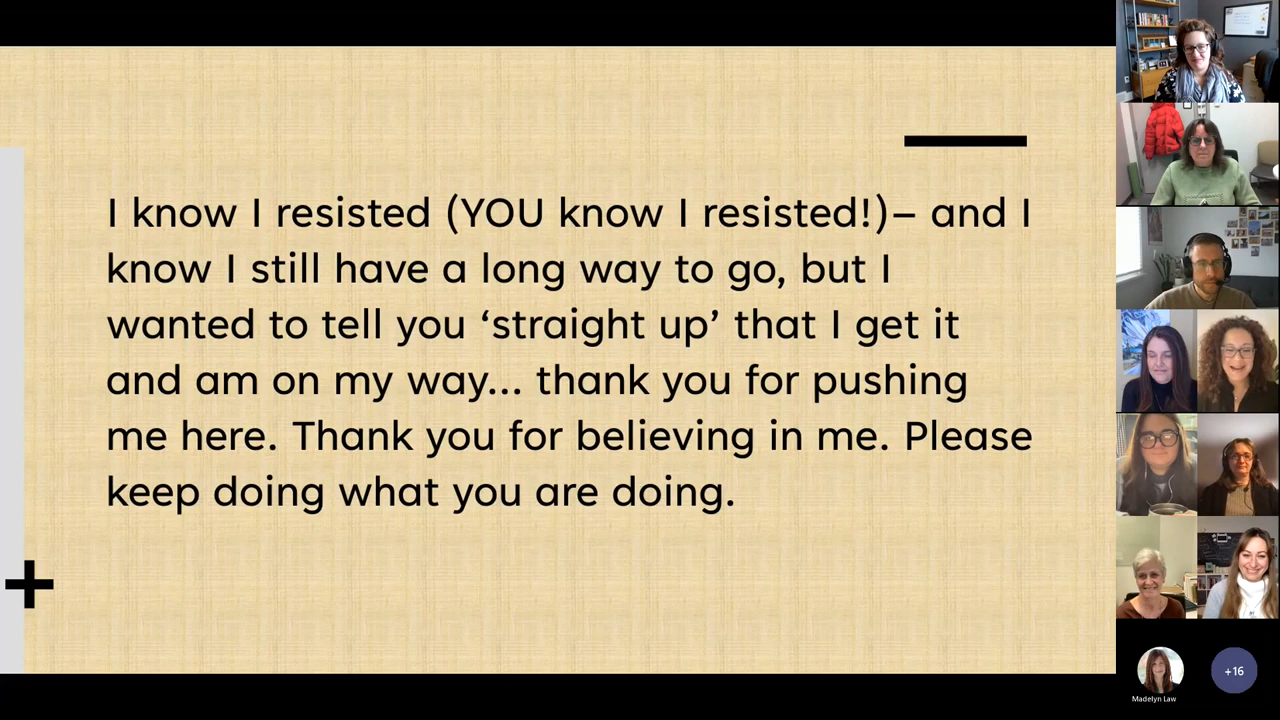 I know I resisted (YOU know I resisted!)– and I
know I still have a long way to go, but I
wanted to tell you ‘straight up’ that I get it
and am on my way... thank you for pushing
me here. Thank you for believing in me. Please
keep doing what you are doing.
Madelyn Law
+16